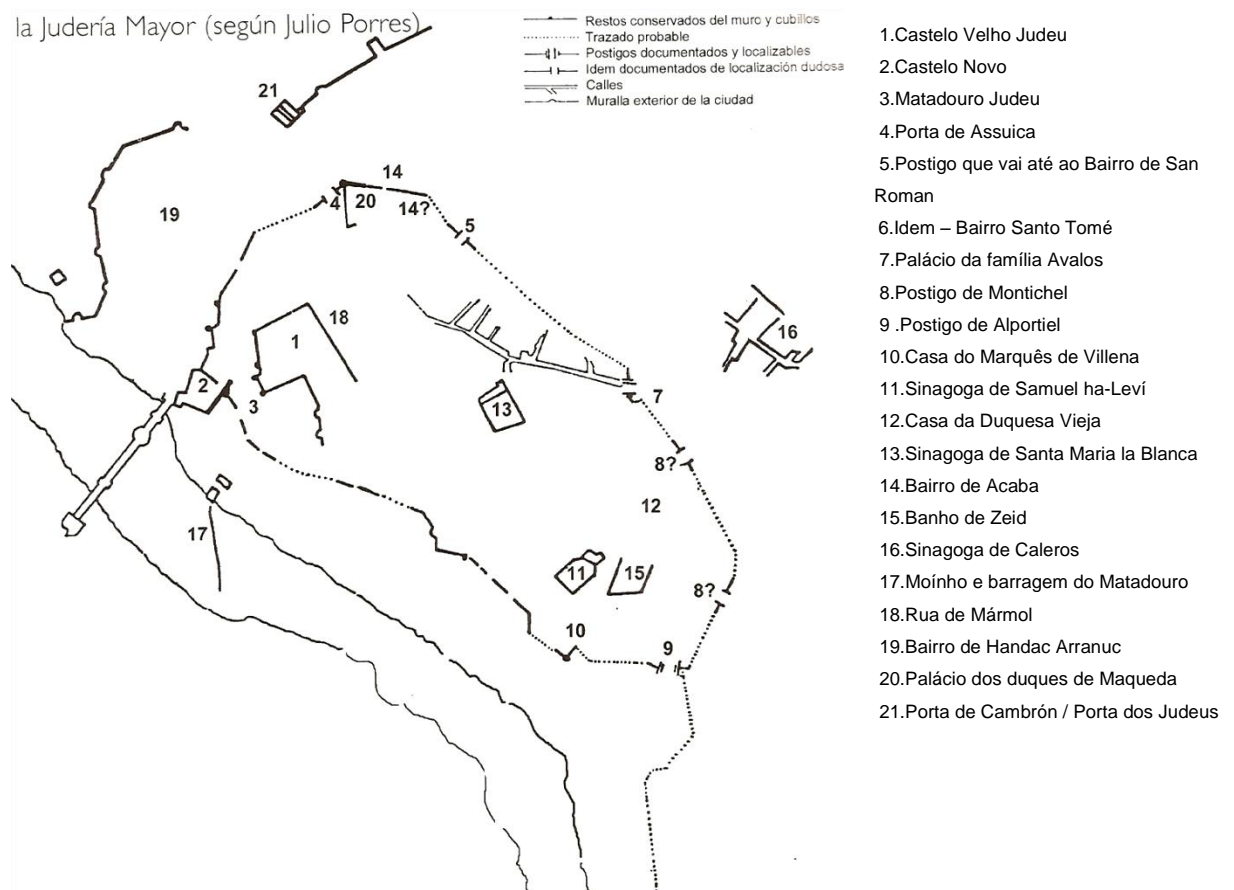 la Judería Mayor (según Julio Porres)
Restos conservados del muro y cubillos
Trazado probable
Postigos documentados y localizables
Idem documentados de localización dudosa
Calles
Muralla exterior de la ciudad
21
19
4
20
14
14?
5
18
1
2
3
13
16
7
8?
12
17
11
15
8?
10
9
1.Castelo Velho Judeu
2.Castelo Novo
3.Matadouro Judeu
4.Porta de Assuica
5.Postigo que vai até ao Bairro de San
Roman
6.Idem – Bairro Santo Tomé
7.Palácio da família Avalos
8.Postigo de Montichel
9 .Postigo de Alportiel
10.Casa do Marquês de Villena
11.Sinagoga de Samuel ha-Leví
12.Casa da Duquesa Vieja
13.Sinagoga de Santa Maria la Blanca
14.Bairro de Acaba
15.Banho de Zeid
16.Sinagoga de Caleros
17.Moínho e barragem do Matadouro
18.Rua de Mármol
19.Bairro de Handac Arranuc
20.Palácio dos duques de Maqueda
21.Porta de Cambrón / Porta dos Judeus